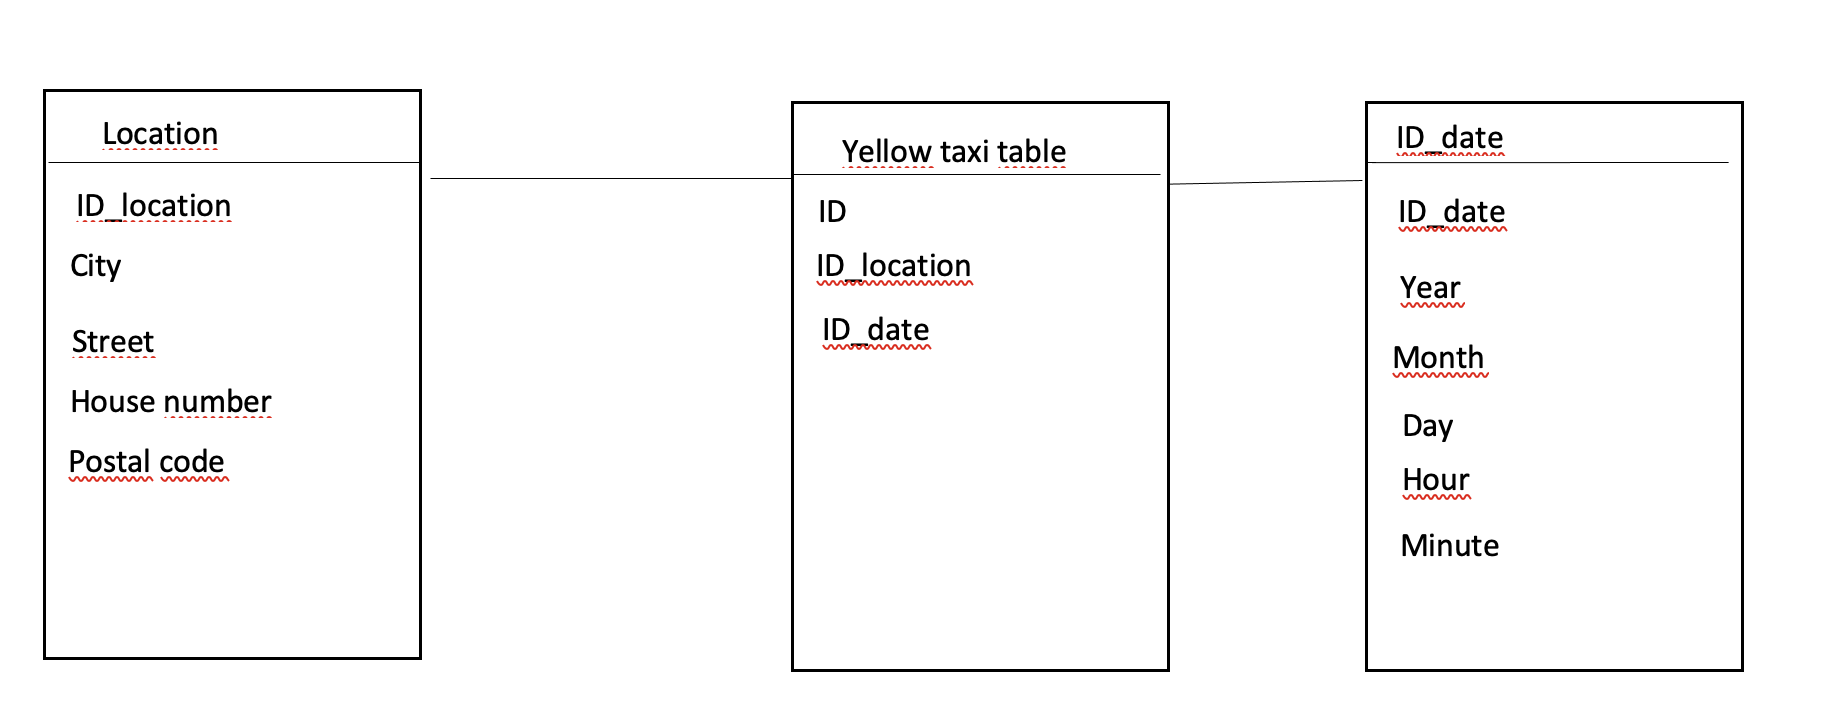 Location
ID_location
City
Street
House number
Postal code
Yellow taxi table
ID
ID_location
ID_date
ID_date
ID_date
Year
Month
Day
Hour
Minute